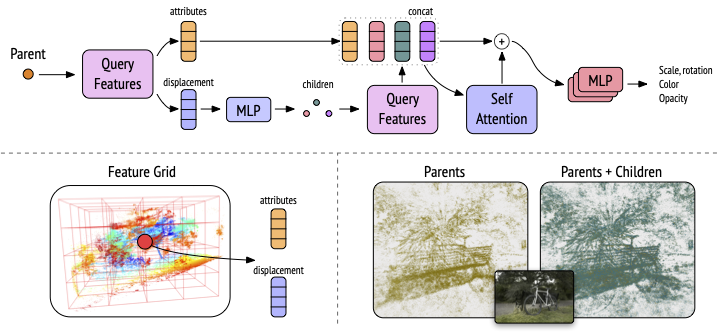 attributes
concat
Parent
Query
Features
+
MLP
Scale, rotation
Color
Opacity
displacement
MLP
children
Query
Features
Self
Attention
Feature Grid
attributes
displacement
Parents
Parents + Children